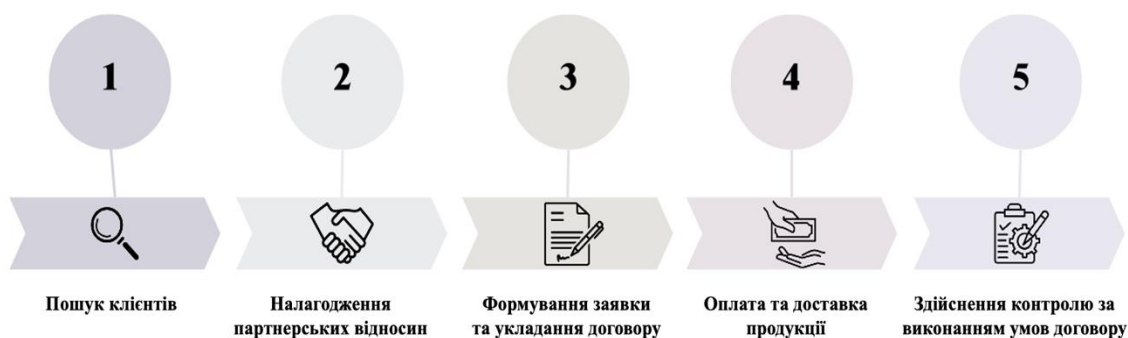 1
2
3
4
5
Пошук клієнтів
Налагодження
партнерських відносин
Формування заявки
та укладання договору
Оплата та доставка
продукції
Здійснення контролю за
виконанням умов договору